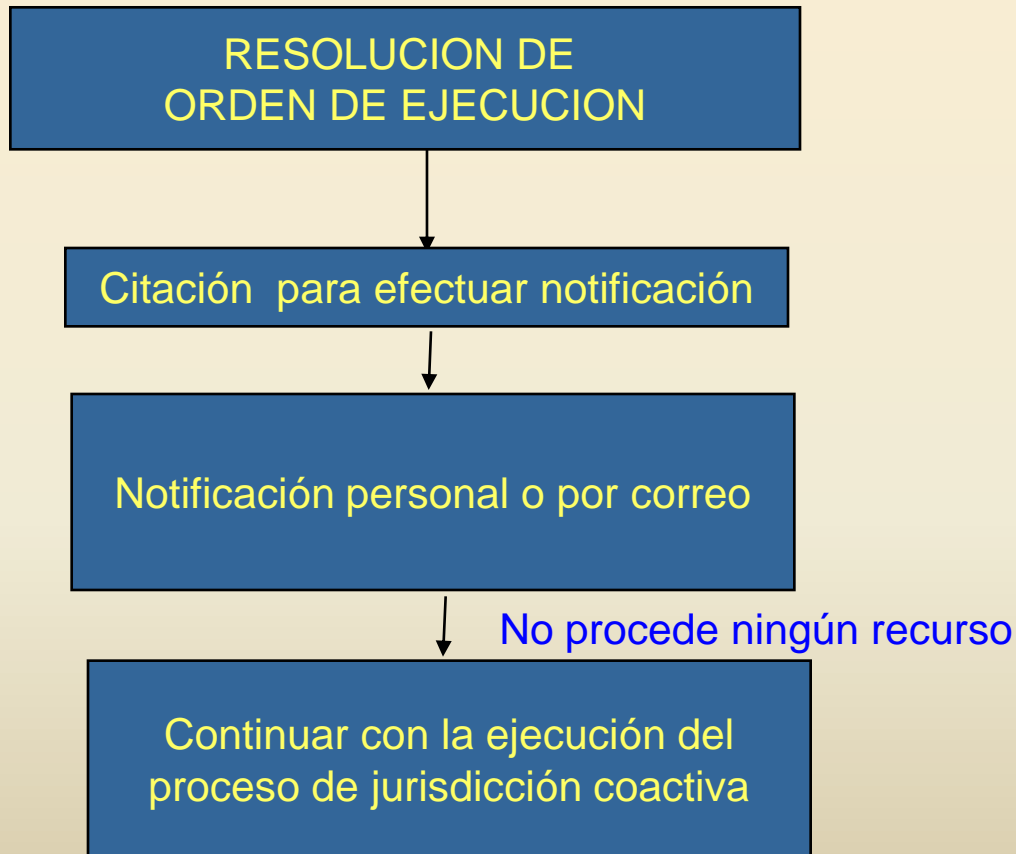 RESOLUCION DE
ORDEN DE EJECUCION
Citación para efectuar notificación
Notificación personal o por correo
No procede ningún recurso
Continuar con la ejecución del
proceso de jurisdicción coactiva